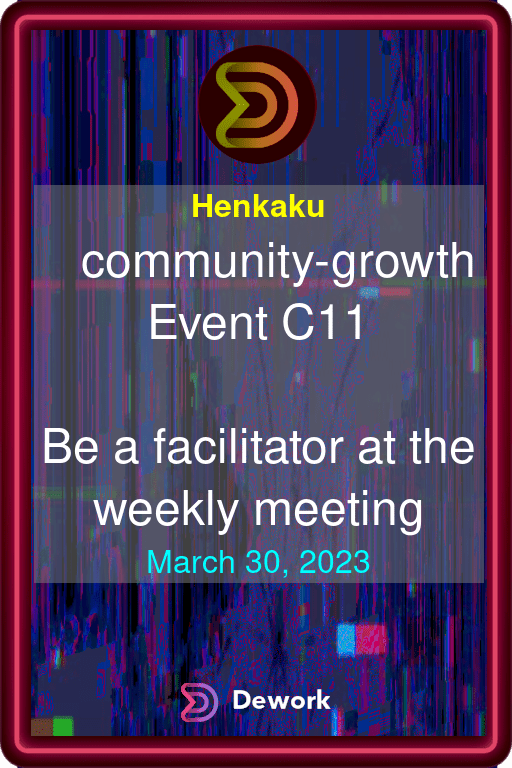 Henkaku
community-growth
Event C11
Be a facilitator at the
weekly meeting
March 30, 2023
Dework